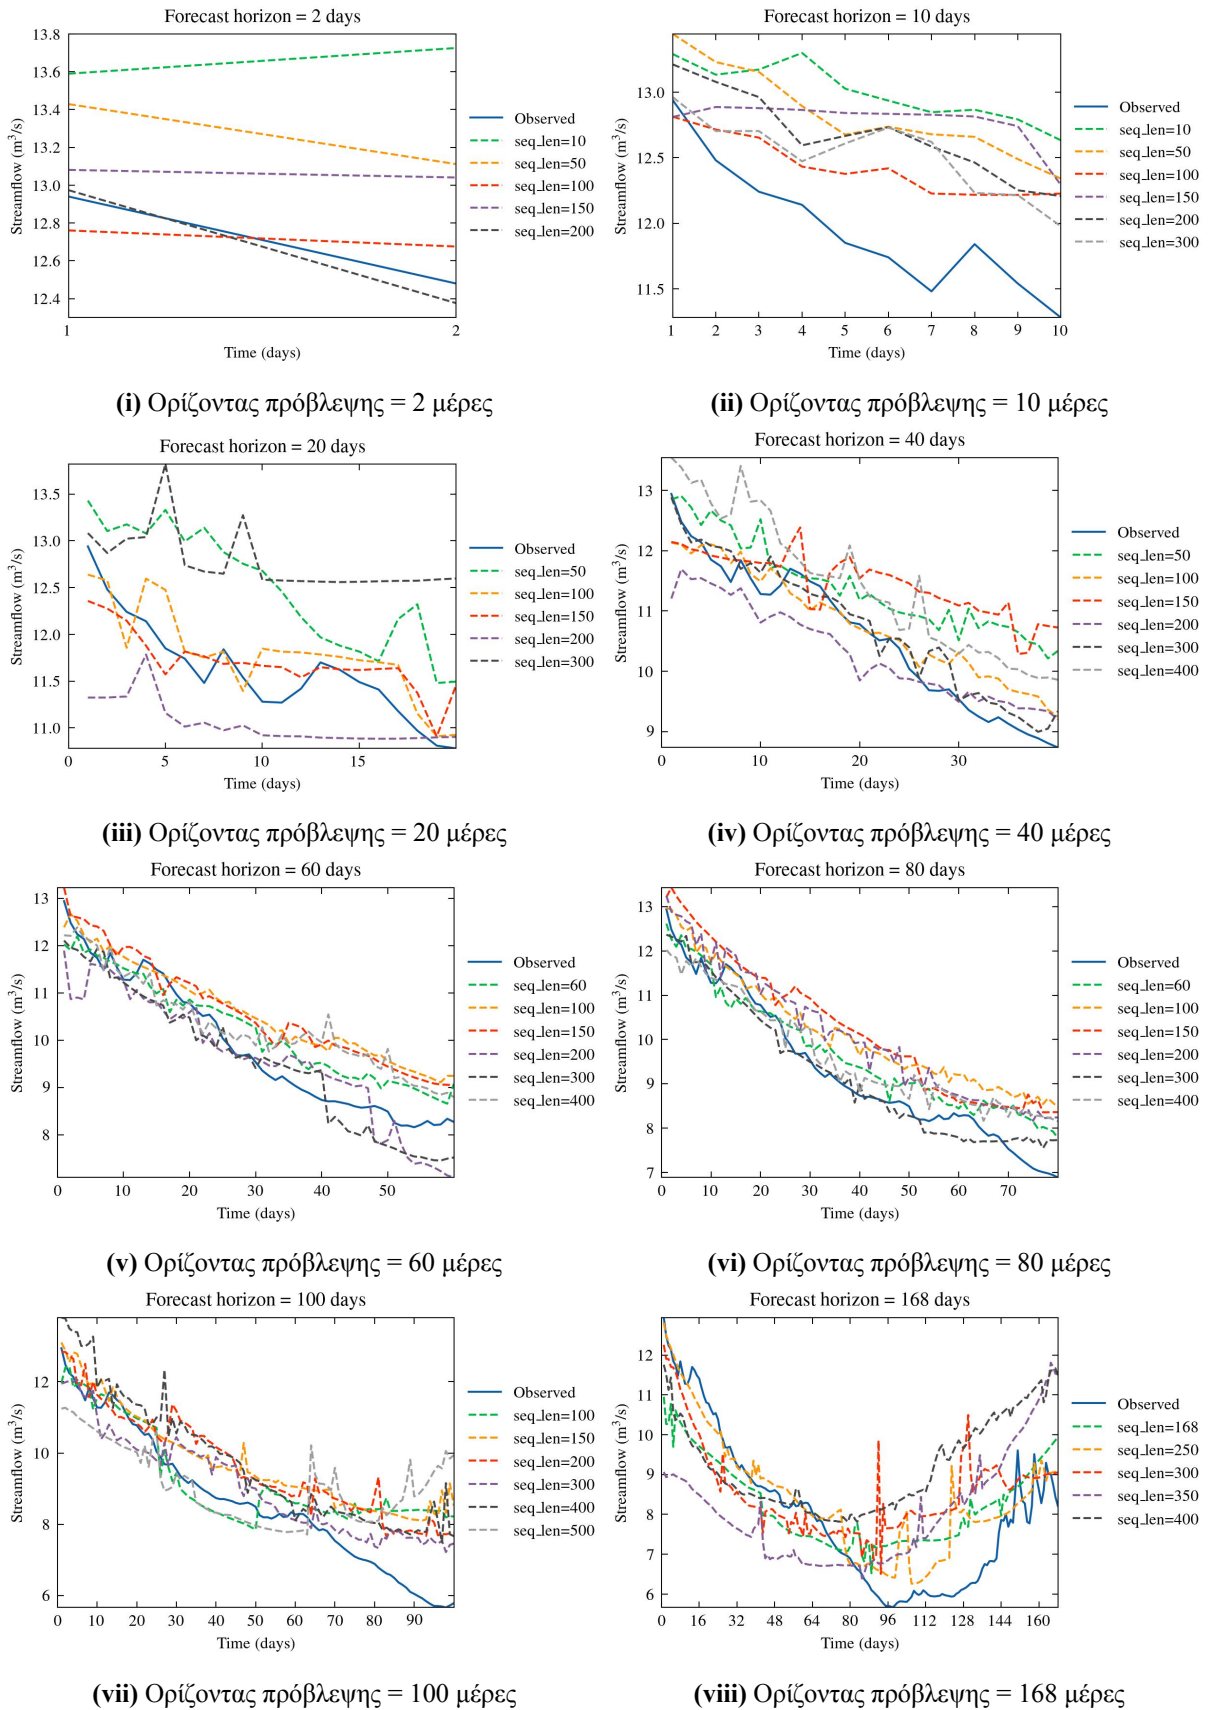 Forecast horizon = 2 days
13.8
13.6
13.4
13.2
13.0
12.8
12.6
12.4
Streamflow (m³/s)
1
2
Time (days)
Observed
seq_len=10
seq_len=50
seq_len=100
seq_len=150
seq_len=200
(i) Ορίζοντας πρόβλεψης = 2 μέρες
Forecast horizon = 10 days
13.0
12.5
12.0
11.5
Streamflow (m³/s)
1 2 3 4 5 6 7 8 9 10
Time (days)
Observed
seq_len=10
seq_len=50
seq_len=100
seq_len=150
seq_len=200
seq_len=300
(ii) Ορίζοντας πρόβλεψης = 10 μέρες
Forecast horizon = 20 days
13.5
13.0
12.5
12.0
11.5
11.0
Streamflow (m³/s)
0 5 10 15
Time (days)
Observed
seq_len=50
seq_len=100
seq_len=150
seq_len=200
seq_len=300
(iii) Ορίζοντας πρόβλεψης = 20 μέρες
Forecast horizon = 40 days
13
12
11
10
9
Streamflow (m³/s)
0 10 20 30
Time (days)
Observed
seq_len=50
seq_len=100
seq_len=150
seq_len=200
seq_len=300
seq_len=400
(iv) Ορίζοντας πρόβλεψης = 40 μέρες
Forecast horizon = 60 days
13
12
11
10
9
8
Streamflow (m³/s)
0 10 20 30 40 50
Time (days)
Observed
seq_len=60
seq_len=100
seq_len=150
seq_len=200
seq_len=300
seq_len=400
(v) Ορίζοντας πρόβλεψης = 60 μέρες
Forecast horizon = 80 days
13
12
11
10
9
8
7
Streamflow (m³/s)
0 10 20 30 40 50 60 70
Time (days)
Observed
seq_len=60
seq_len=100
seq_len=150
seq_len=200
seq_len=300
seq_len=400
(vi) Ορίζοντας πρόβλεψης = 80 μέρες
Forecast horizon = 100 days
12
10
8
6
Streamflow (m³/s)
0 10 20 30 40 50 60 70 80 90
Time (days)
Observed
seq_len=100
seq_len=150
seq_len=200
seq_len=300
seq_len=400
seq_len=500
(vii) Ορίζοντας πρόβλεψης = 100 μέρες
Forecast horizon = 168 days
12
11
10
9
8
7
6
Streamflow (m³/s)
0 16 32 48 64 80 96 112 128 144 160
Time (days)
Observed
seq_len=168
seq_len=250
seq_len=300
seq_len=350
seq_len=400
(viii) Ορίζοντας πρόβλεψης = 168 μέρες